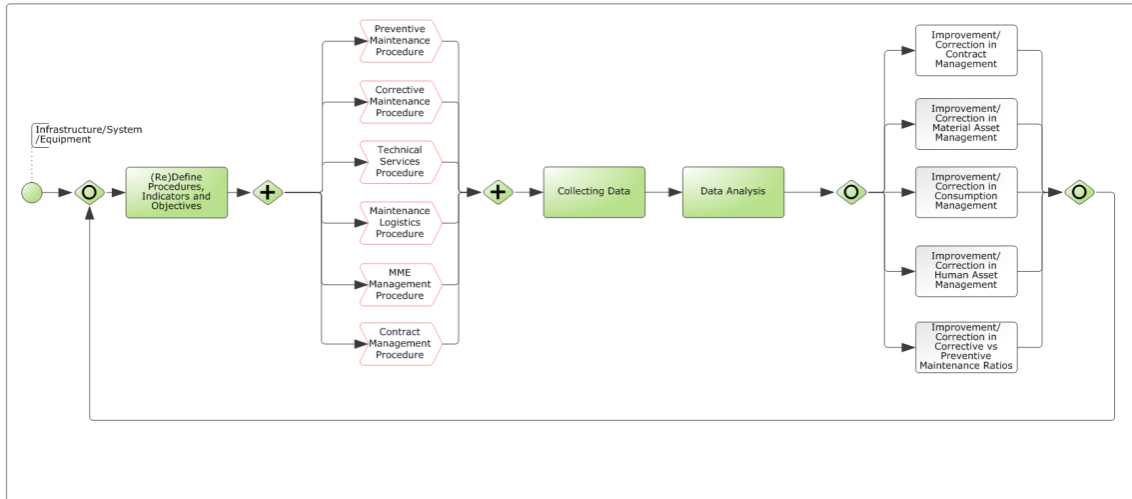 Infrastructure/System
/Equipment
(Re)Define
Procedures,
Indicators and
Objectives
Preventive
Maintenance
Procedure
Corrective
Maintenance
Procedure
Technical
Services
Procedure
Maintenance
Logistics
Procedure
MME
Management
Procedure
Contract
Management
Procedure
Collecting Data
Data Analysis
Improvement/
Correction in
Contract
Management
Improvement/
Correction in
Material Asset
Management
Improvement/
Correction in
Consumption
Management
Improvement/
Correction in
Human Asset
Management
Improvement/
Correction in
Corrective vs
Preventive
Maintenance Ratios